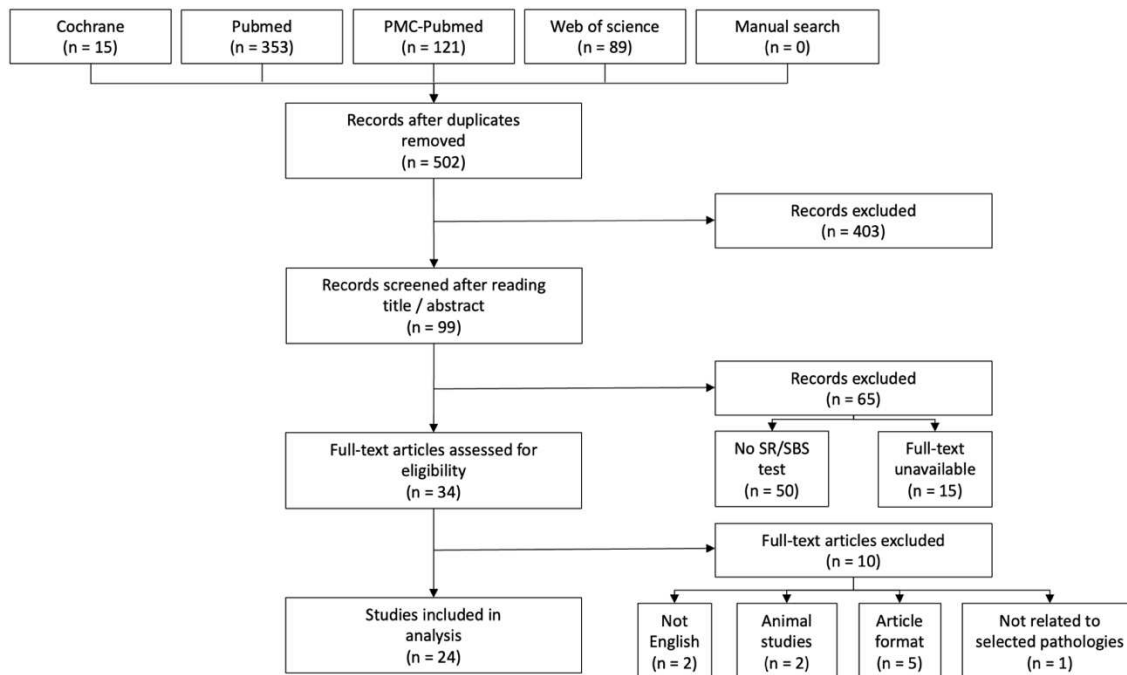 Cochrane
(n = 15)
Pubmed
(n = 353)
PMC-Pubmed
(n = 121)
Web of science
(n = 89)
Manual search
(n = 0)
Records after duplicates
removed
(n = 502)
Records excluded
(n = 403)
Records screened after reading
title / abstract
(n = 99)
Records excluded
(n = 65)
No SR/SBS
test
(n = 50)
Full-text
unavailable
(n = 15)
Full-text articles assessed for
eligibility
(n = 34)
Full-text articles excluded
(n = 10)
Not
English
(n = 2)
Animal
studies
(n = 2)
Article
format
(n = 5)
Not related to
selected pathologies
(n = 1)
Studies included in
analysis
(n = 24)